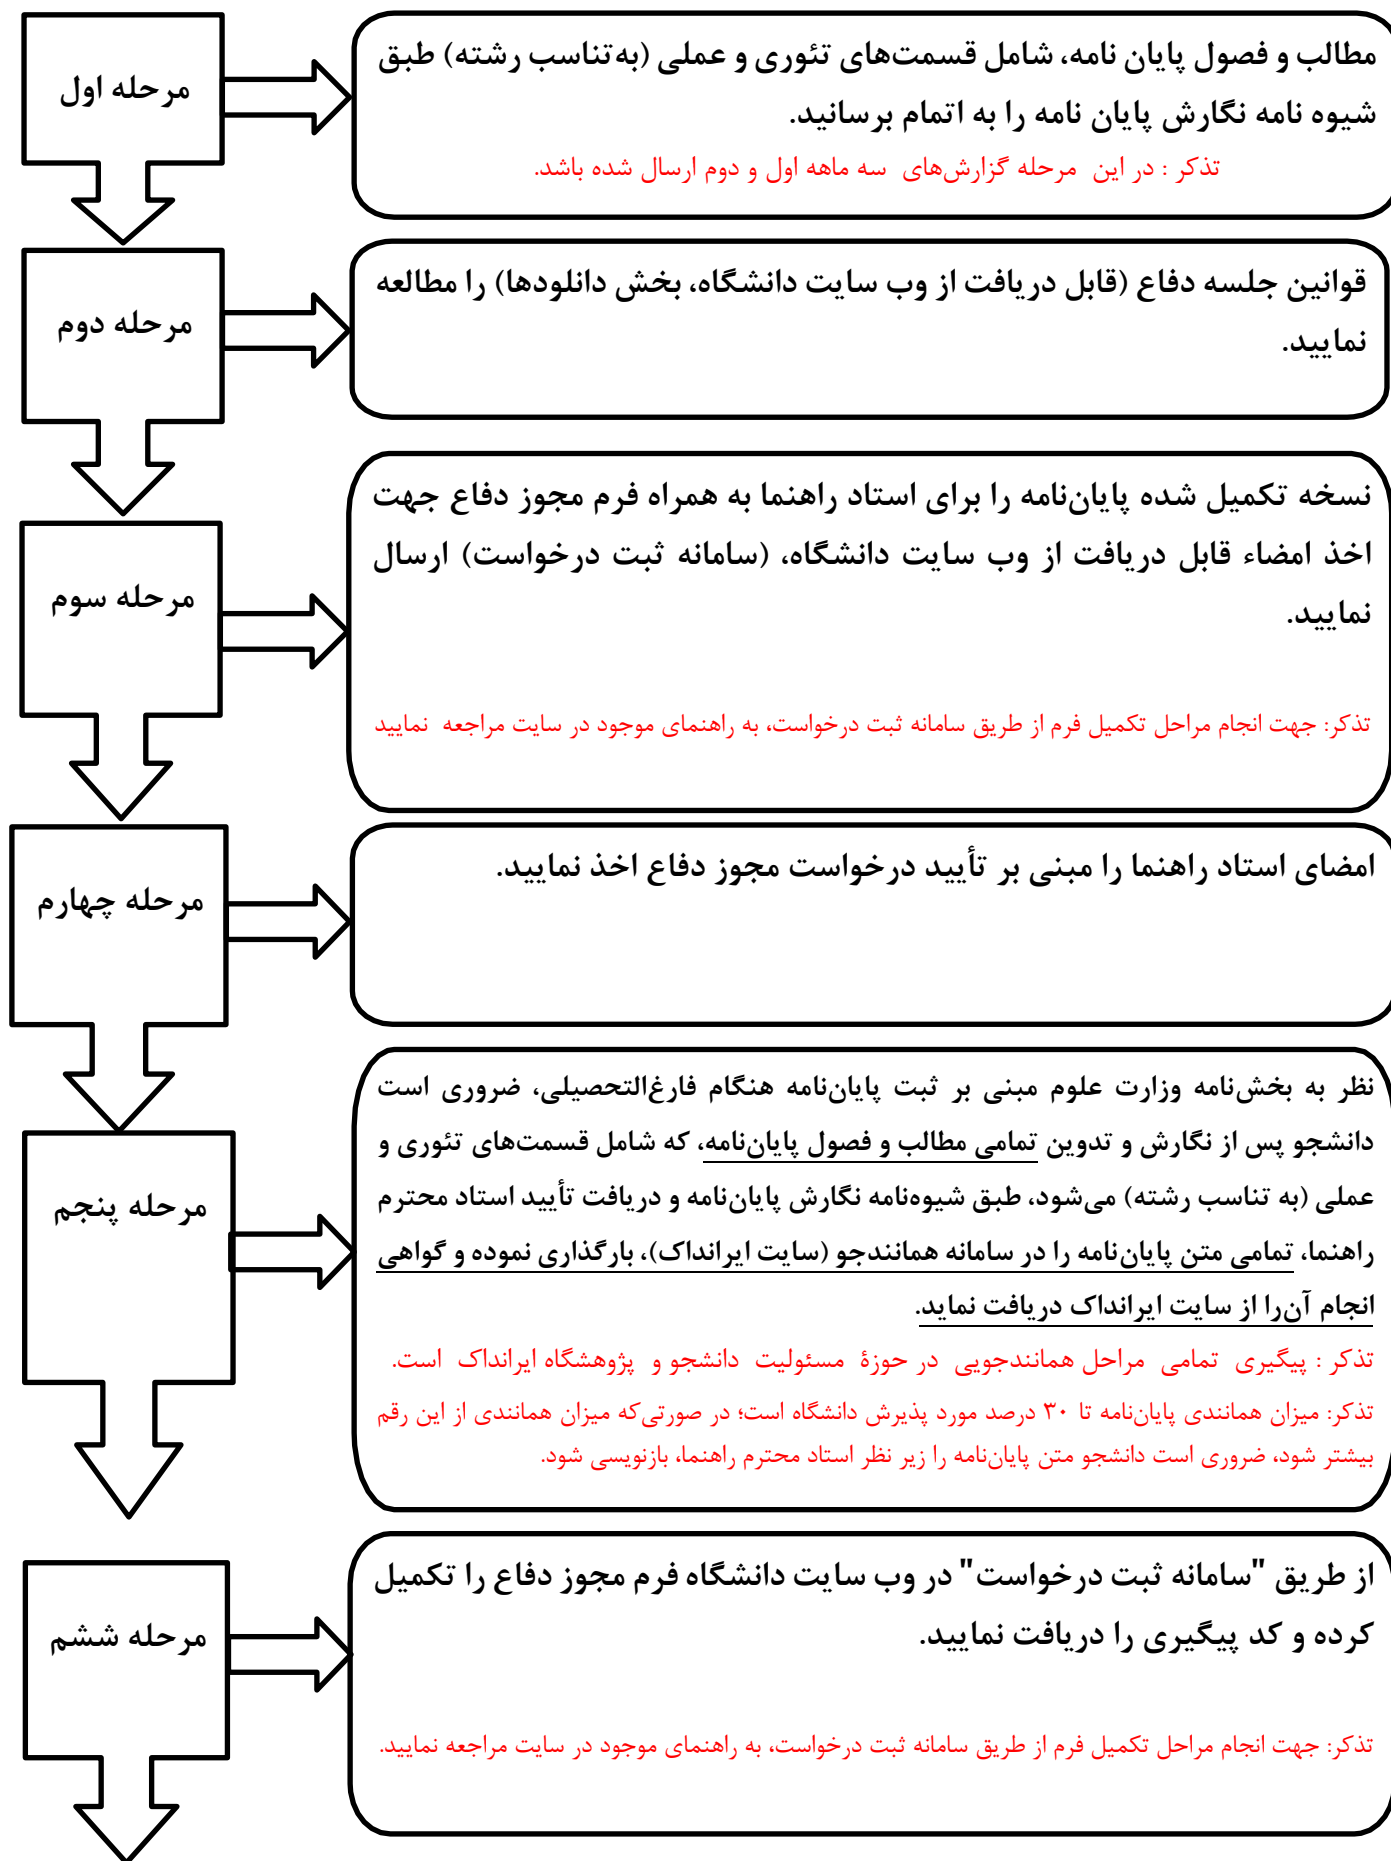 مرحله اول
مطالب و فصول پایان نامه، شامل قسمت‌های تئوری و عملی (به تناسب رشته) طبق
شیوه نامه نگارش پایان نامه را به اتمام برسانید.
تذکر : در این مرحله گزارش‌های سه ماهه اول و دوم ارسال شده باشد.
مرحله دوم
قوانین جلسه دفاع (قابل دریافت از وب سایت دانشگاه، بخش دانلودها) را مطالعه
نمایید.
مرحله سوم
نسخه تکمیل شده پایان‌نامه را برای استاد راهنما به همراه فرم مجوز دفاع جهت
اخذ امضاء قابل دریافت از وب سایت دانشگاه، (سامانه ثبت درخواست) ارسال
نمایید.
تذکر: جهت انجام مراحل تکمیل فرم از طریق سامانه ثبت درخواست، به راهنمای موجود در سایت مراجعه نمایید
مرحله چهارم
امضای استاد راهنما را مبنی بر تأیید درخواست مجوز دفاع اخذ نمایید.
مرحله پنجم
نظر به بخش‌نامه وزارت علوم مبنی بر ثبت پایان‌نامه هنگام فارغ‌التحصیلی، ضروری است
دانشجو پس از نگارش و تدوین تمامی مطالب و فصول پایان‌نامه، که شامل قسمت‌های تئوری و
عملی (به تناسب رشته) می‌شود، طبق شیوه‌نامه نگارش پایان‌نامه و دریافت تأیید استاد محترم
راهنما، تمامی متن پایان‌نامه را در سامانه همانندجو (سایت ایرانداک)، بارگذاری نموده و گواهی
انجام آن‌را از سایت ایرانداک دریافت نماید.
تذکر : پیگیری تمامی مراحل همانندجویی در حوزهٔ مسئولیت دانشجو و پژوهشگاه ایرانداک است.
تذکر: میزان همانندی پایان‌نامه تا ۳۰ درصد مورد پذیرش دانشگاه است؛ در صورتی‌که میزان همانندی از این رقم
بیشتر شود، ضروری است دانشجو متن پایان‌نامه را زیر نظر استاد محترم راهنما، بازنویسی شود.
مرحله ششم
از طریق "سامانه ثبت درخواست" در وب سایت دانشگاه فرم مجوز دفاع را تکمیل
کرده و کد پیگیری را دریافت نمایید.
تذکر: جهت انجام مراحل تکمیل فرم از طریق سامانه ثبت درخواست، به راهنمای موجود در سایت مراجعه نمایید.